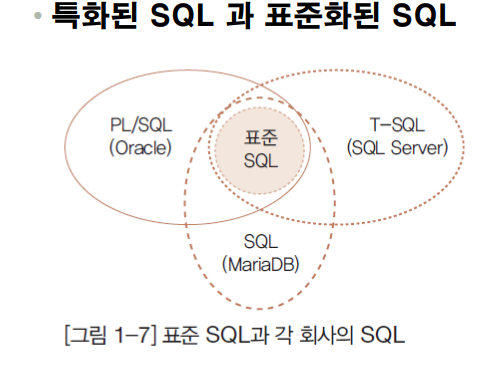 • 특화된 SQL 과 표준화된 SQL
PL/SQL
(Oracle)
표준
SQL
T-SQL
(SQL Server)
SQL
(MariaDB)
[그림 1-7] 표준 SQL과 각 회사의 SQL